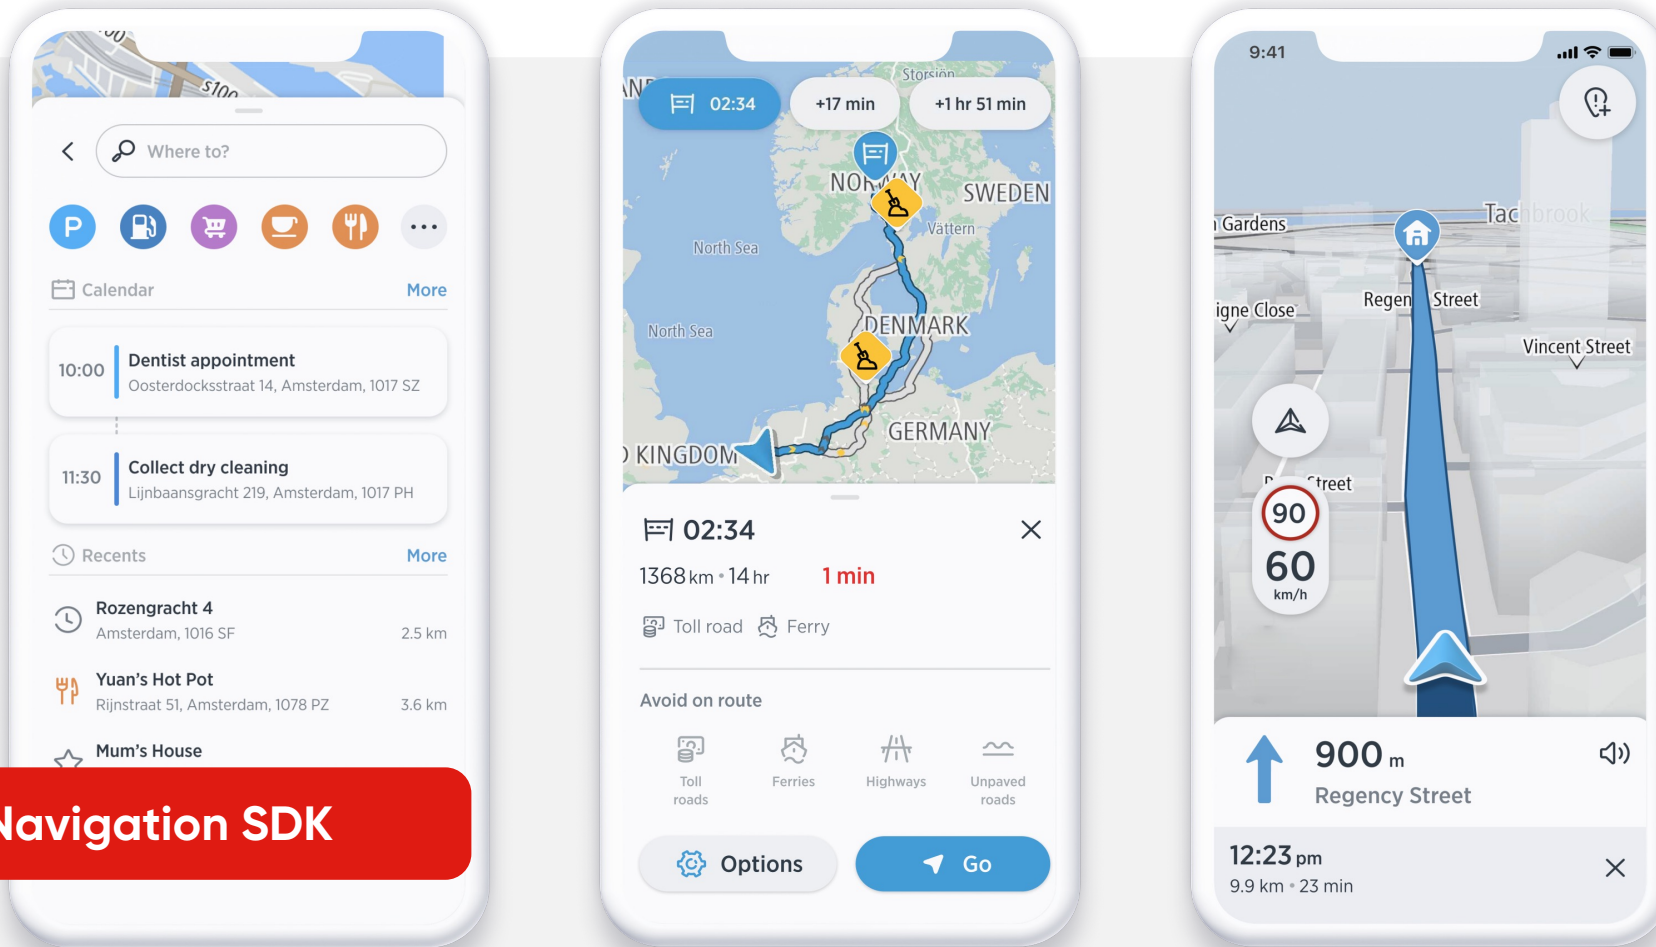 s100
Where to?
P
Calendar
More
10:00
Dentist appointment
Oosterdocksstraat 14, Amsterdam, 1017 SZ
11:30
Collect dry cleaning
Lijnbaansgracht 219, Amsterdam, 1017 PH
Recents
More
Rozengracht 4
Amsterdam, 1016 SF
2.5 km
Yuan's Hot Pot
Rijnstraat 51, Amsterdam, 1078 PZ
3.6 km
Mum's House
Navigation SDK
Storsjön
02:34
+17 min
+1 hr 51 min
NORWAY
SWEDEN
Vättern
North Sea
North Sea
DENMARK
GERMANY
KINGDOM
02:34
1368 km • 14 hr
1 min
Toll road
Ferry
Avoid on route
Toll
roads
Ferries
Highways
Unpaved
roads
Options
Go
9:41
Gardens
Tachbrook
igne Close
Regen
Street
Vincent Street
Street
90
60
km/h
900 m
Regency Street
12:23 pm
9.9 km • 23 min